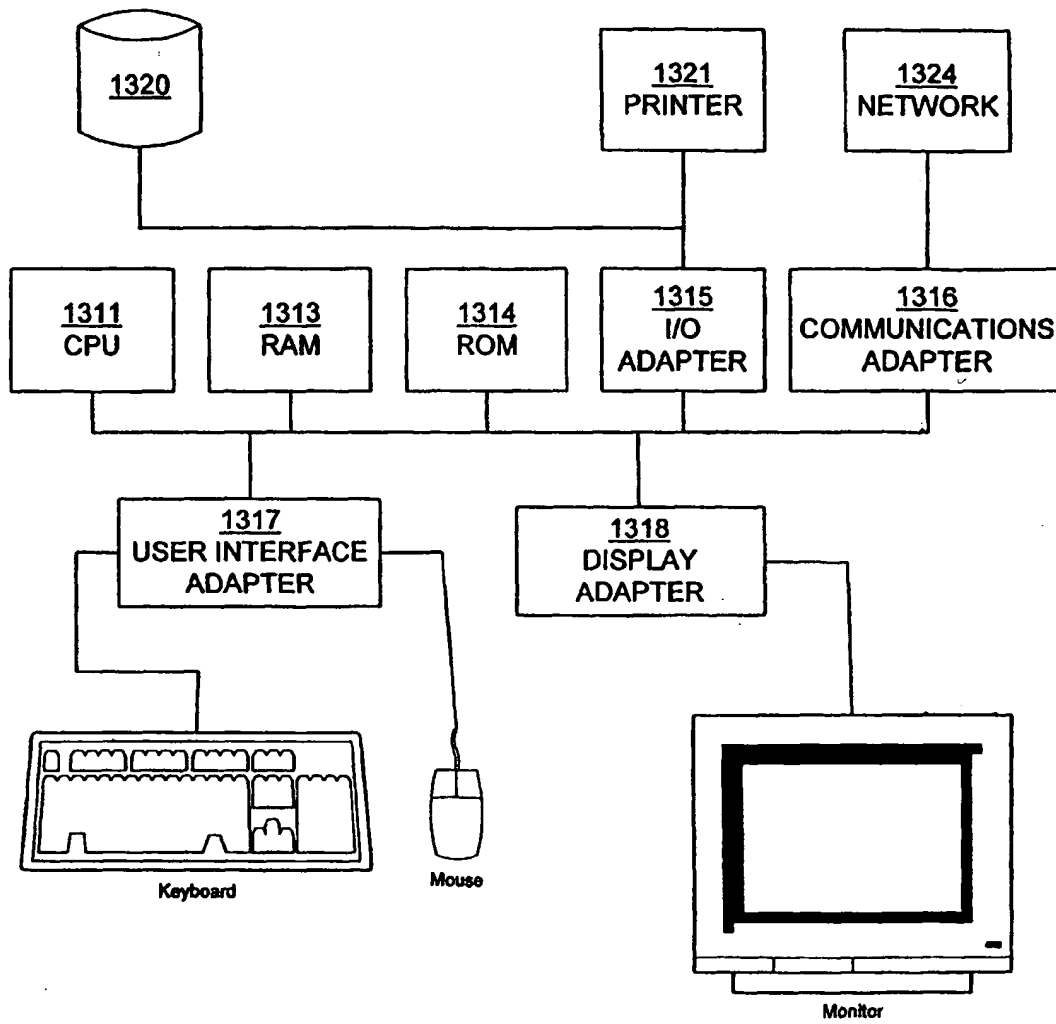 1320
1321
PRINTER
1324
NETWORK
1311
CPU
1313
RAM
1314
ROM
1315
I/O
ADAPTER
1316
COMMUNICATIONS
ADAPTER
1317
USER INTERFACE
ADAPTER
1318
DISPLAY
ADAPTER
Keyboard
Mouse
Monitor